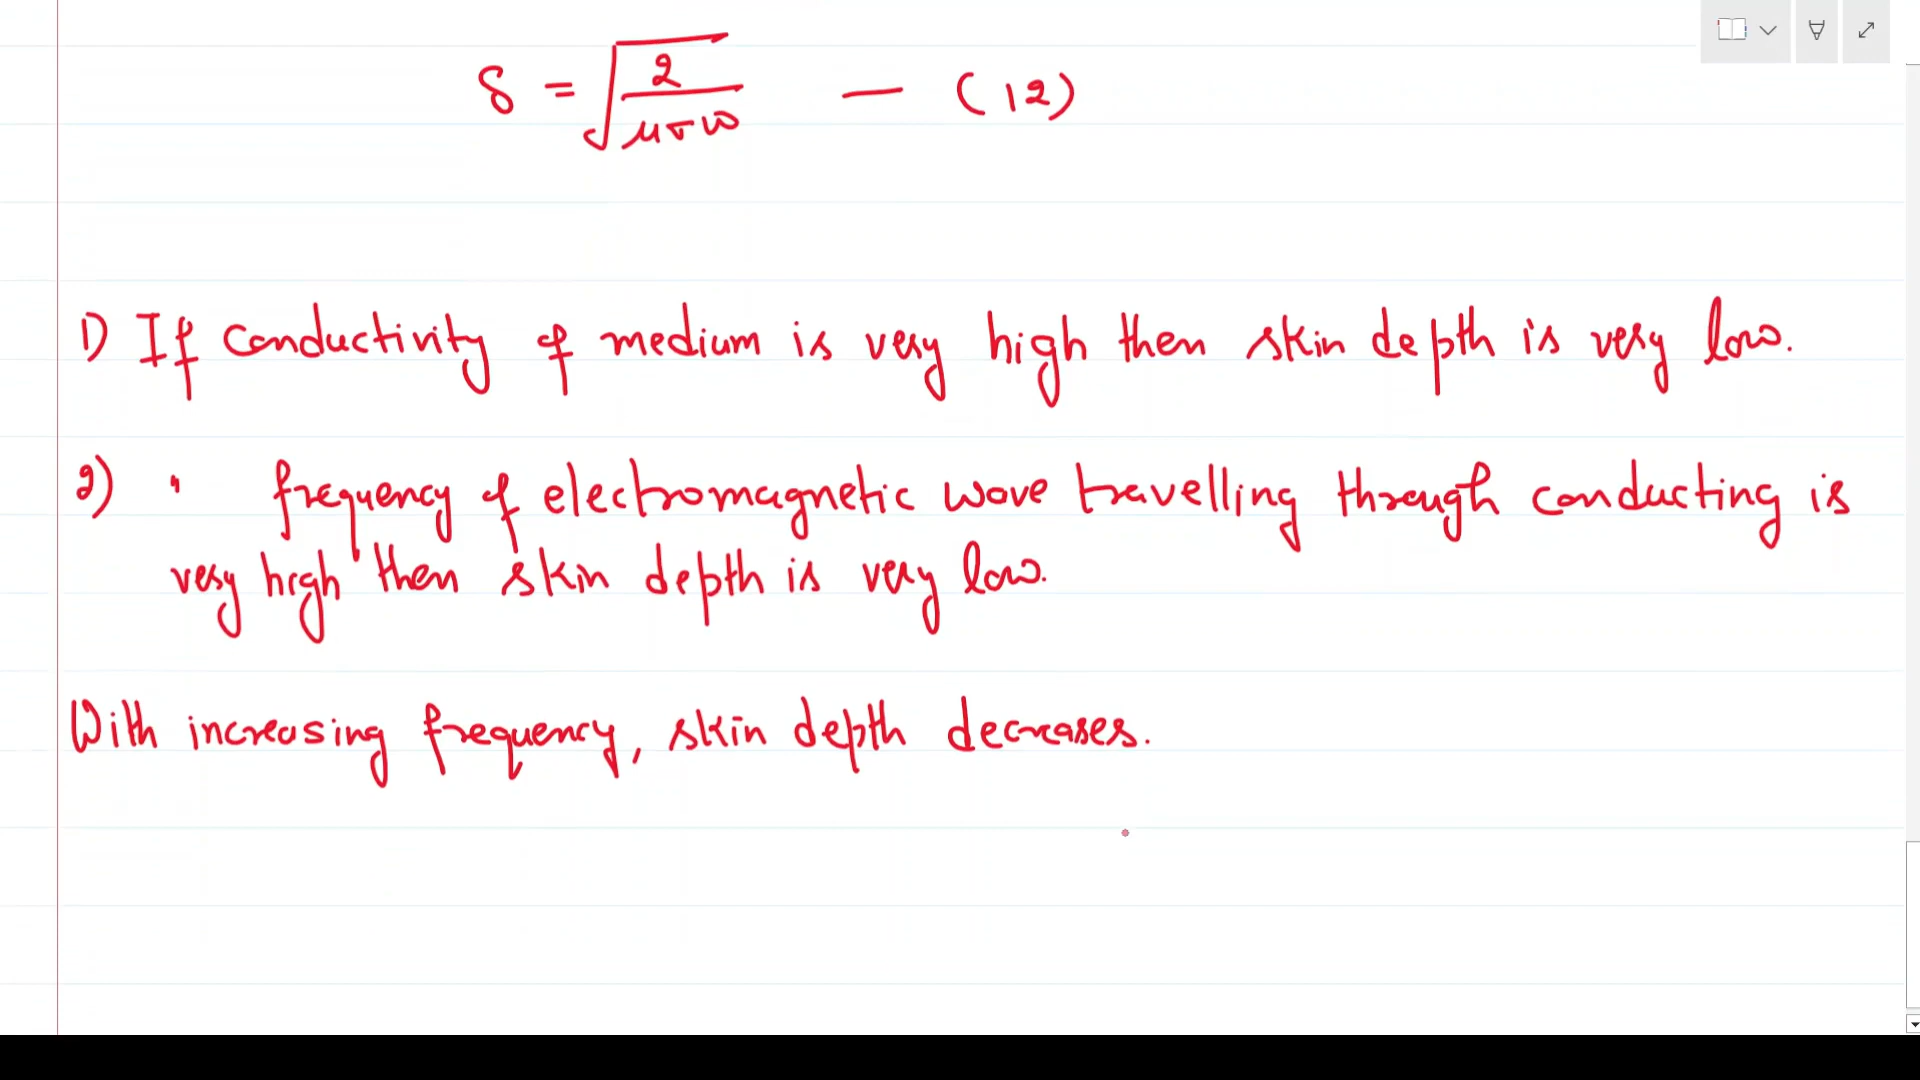 δ = √(2/μσω) — (12)
1) If conductivity of medium is very high then skin depth is very low.
2) frequency of electromagnetic wave travelling through conducting is
very high then skin depth is very low.
With increasing frequency, skin depth decreases.